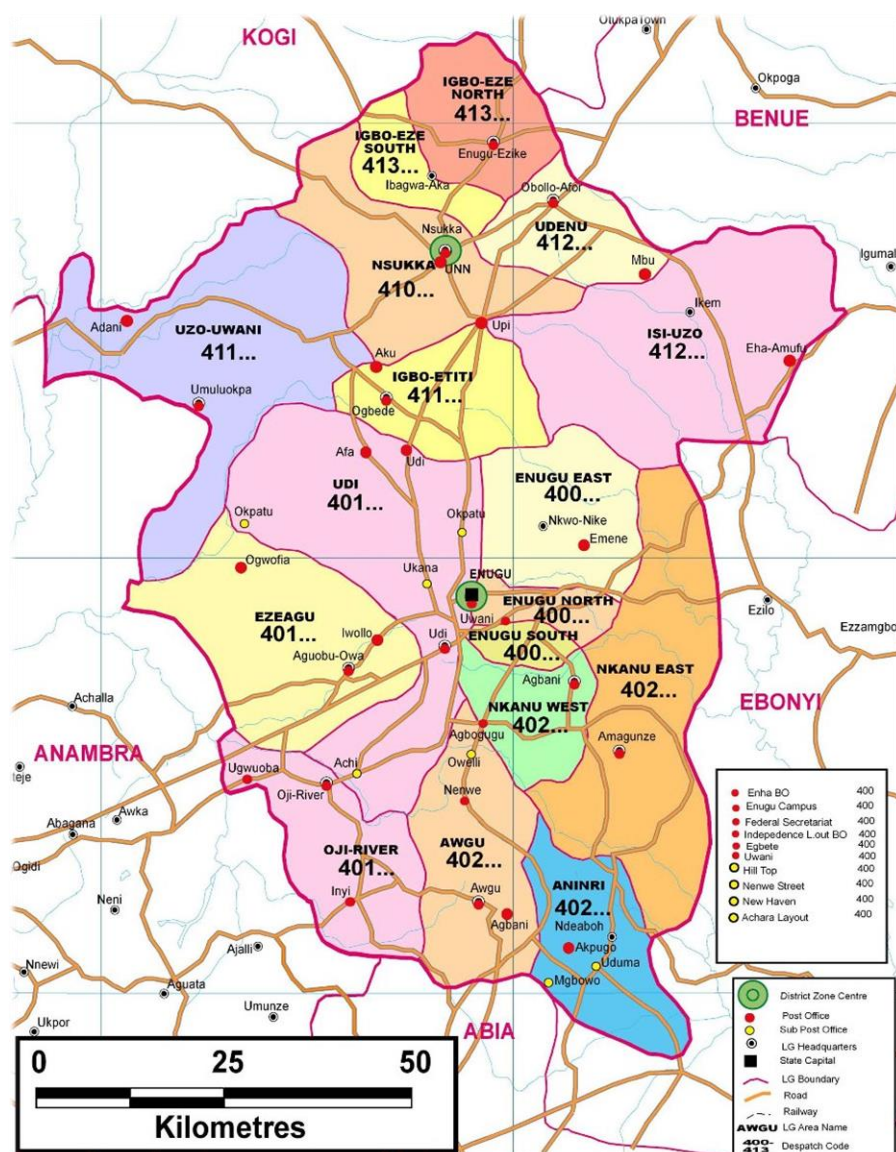 OtukpaTown
KOGI
Okpoga
IGBO-EZE
NORTH
413...
BENUE
IGBO-EZE
SOUTH
413...
Enugu-Ezike
Ibagwa-Aka
Obollo-Afor
Nsukka
UDENU
412...
UNN
NSUKKA
410...
Mbu
Igumal
Ikem
Adani
UZO-UWANI
411...
Upi
ISI-UZO
412...
Eha-Amufu
Aku
IGBO-ETITI
411...
Umuluokpa
Ogbede
Afa
Udi
UDI
401...
ENUGU EAST
400...
Okpatu
Okpatu
Nkwo-Nike
Emene
Ogwofia
Ukana
ENUGU
Uwani
ENUGU NORTH
400...
Ezilo
EZEAGU
401...
Iwollo
Udi
ENUGU SOUTH
400...
Ezzamgbo
Aguobu-Owa
Agbani
NKANU EAST
402...
Achalla
NKANU WEST
402...
EBONYI
ANAMBRA
Agbogugu
Amagunze
teje
Ugwuoba
Achi
Owelli
Oji-River
Nenwe
Awka
Abagana
Ogidi
OJI-RIVER
401...
AWGU
402...
ANINRI
402...
Neni
Inyi
Awgu
Agbani
Ndeaboh
Ajalli
Akpugo
Nnewi
Uduma
Aguata
Mgbowo
Umunze
Ukpor
ABIA
Enha BO 400
Enugu Campus 400
Federal Secretariat 400
Indepedence L.out BO 400
Egbete 400
Uwani 400
Hill Top 400
Nenwe Street 400
New Haven 400
Achara Layout 400
District Zone Centre
Post Office
Sub Post Office
LG Headquarters
State Capital
LG Boundary
Road
Railway
AWGU LG Area Name
400-
413 Despatch Code
0 25 50
Kilometres